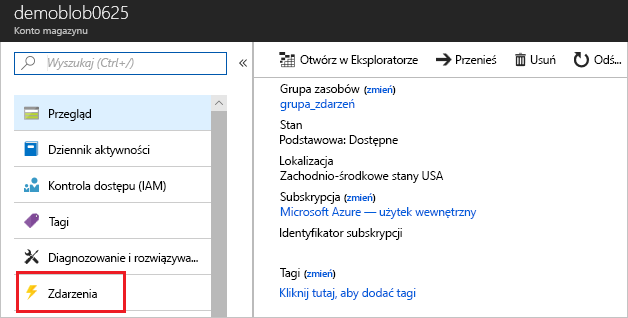 demoblob0625
Konto magazynu
Wyszukaj (Ctrl+/)
Przegląd
Dziennik aktywności
Kontrola dostępu (IAM)
Tagi
Diagnozowanie i rozwiązywa...
Zdarzenia
Otwórz w Eksploratorze
Przenieś
Usuń
Odś...
Grupa zasobów (zmień)
grupa_zdarzeń
Stan
Podstawowa: Dostępne
Lokalizacja
Zachodnio-środkowe stany USA
Subskrypcja (zmień)
Microsoft Azure — użytek wewnętrzny
Identyfikator subskrypcji
Tagi (zmień)
Kliknij tutaj, aby dodać tagi